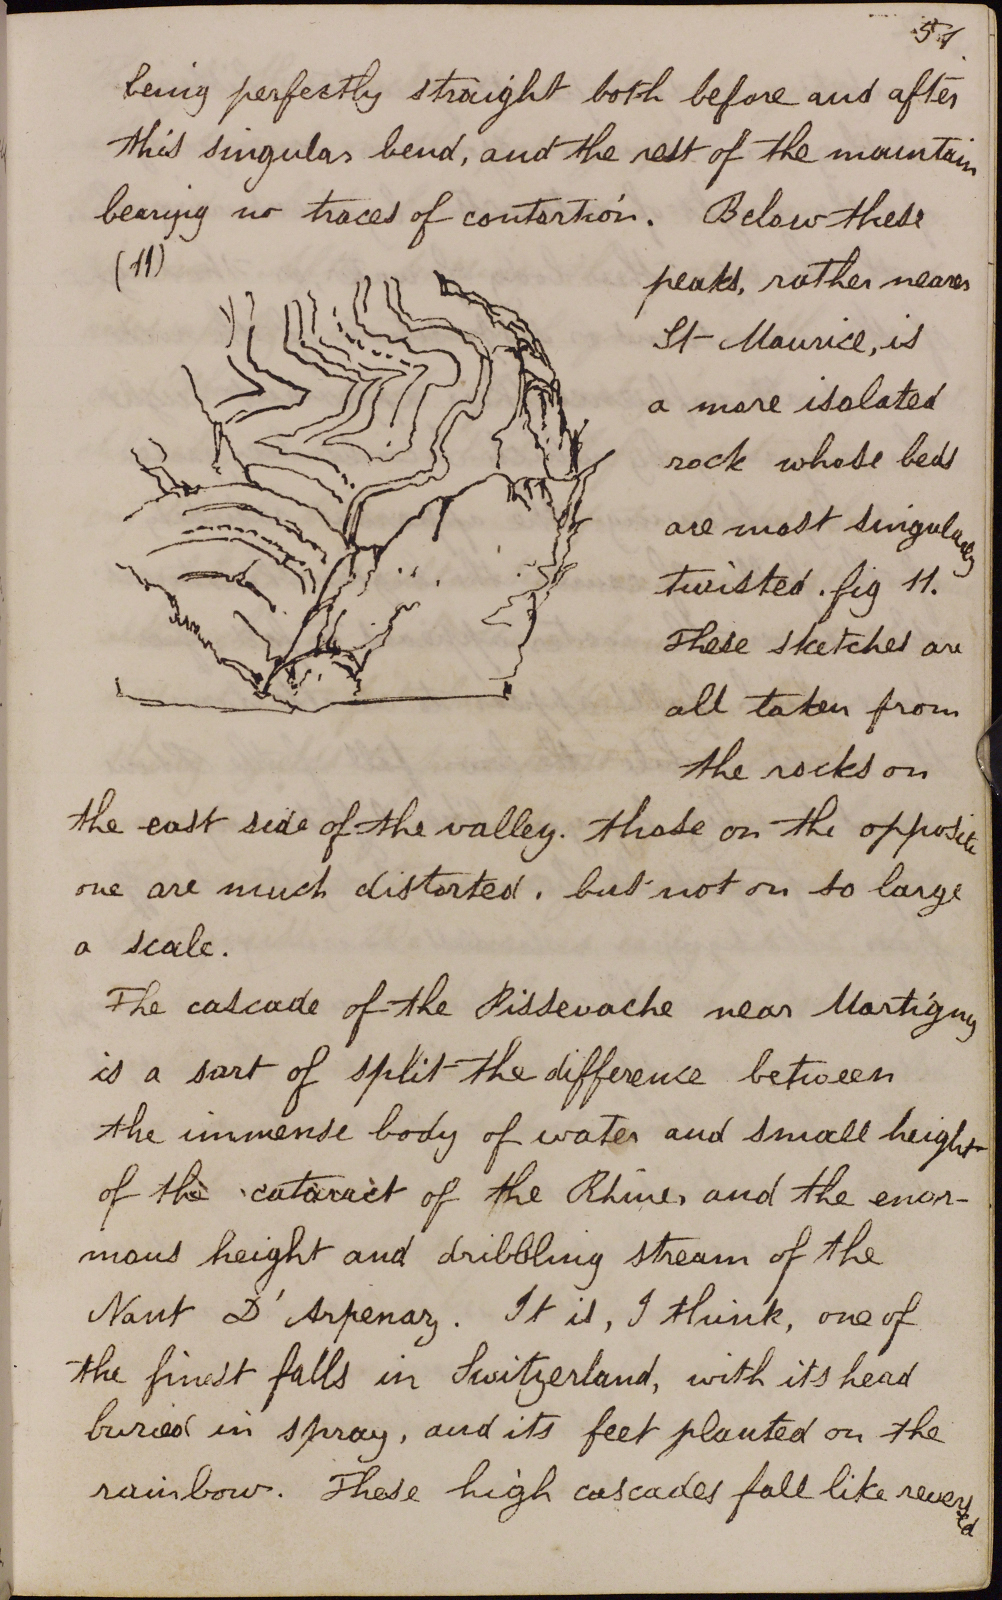 57
being perfectly straight both before and after
this singular bend, and the rest of the mountain
bearing no traces of contortion. Below these
(11)
peaks, rather nearer
St Maurice, is
a more isolated
rock whose beds
are most singularly
twisted. fig 11.
These sketches are
all taken from
the rocks on
the east side of the valley. those on the opposite
one are much distorted, but not on so large
a scale.
The cascade of the Pissevache near Martigny
is a sort of split the difference between
the immense body of water and small height
of the cataract of the Rhine, and the enor-
mous height and dribbling stream of the
Nant D'Arpenaz. It is, I think, one of
the finest falls in Switzerland, with its head
buried in spray, and its feet planted on the
rainbow. These high cascades fall like reversed